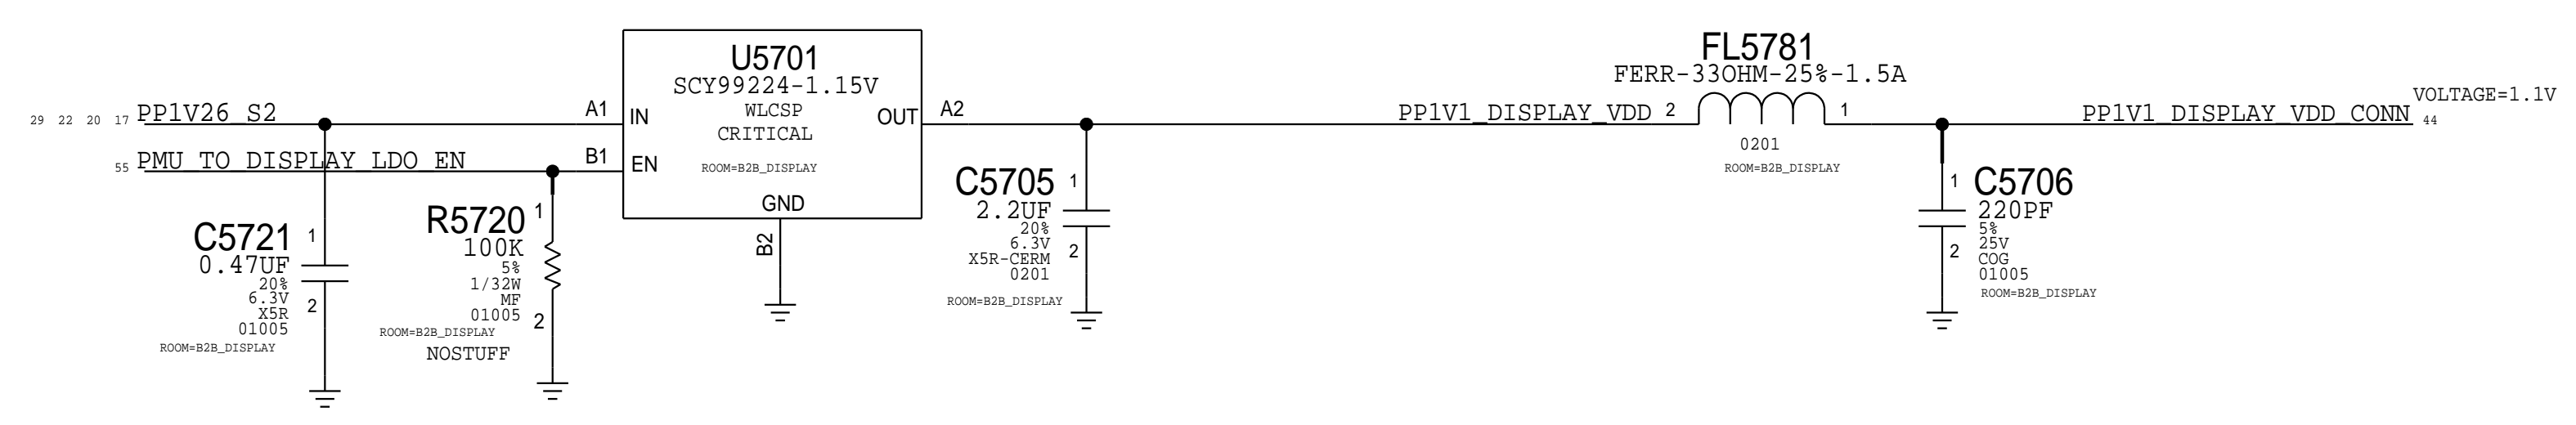 29 22 20 17 PP1V26_S2
55 PMU_TO_DISPLAY_LDO_EN
C5721
0.47UF
20%
6.3V
X5R
01005
ROOM=B2B_DISPLAY
1
2
R5720
100K
5%
1/32W
MF
01005
ROOM=B2B_DISPLAY
NOSTUFF
1
2
A1
B1
U5701
SCY99224-1.15V
WLCSP
CRITICAL
ROOM=B2B_DISPLAY
IN
EN
OUT
GND
B2
A2
C5705
2.2UF
20%
6.3V
X5R-CERM
0201
ROOM=B2B_DISPLAY
1
2
PP1V1_DISPLAY_VDD
2
FL5781
FERR-33OHM-25%-1.5A
1
0201
ROOM=B2B_DISPLAY
1
2
C5706
220PF
5%
25V
COG
01005
ROOM=B2B_DISPLAY
PP1V1_DISPLAY_VDD_CONN
VOLTAGE=1.1V
44